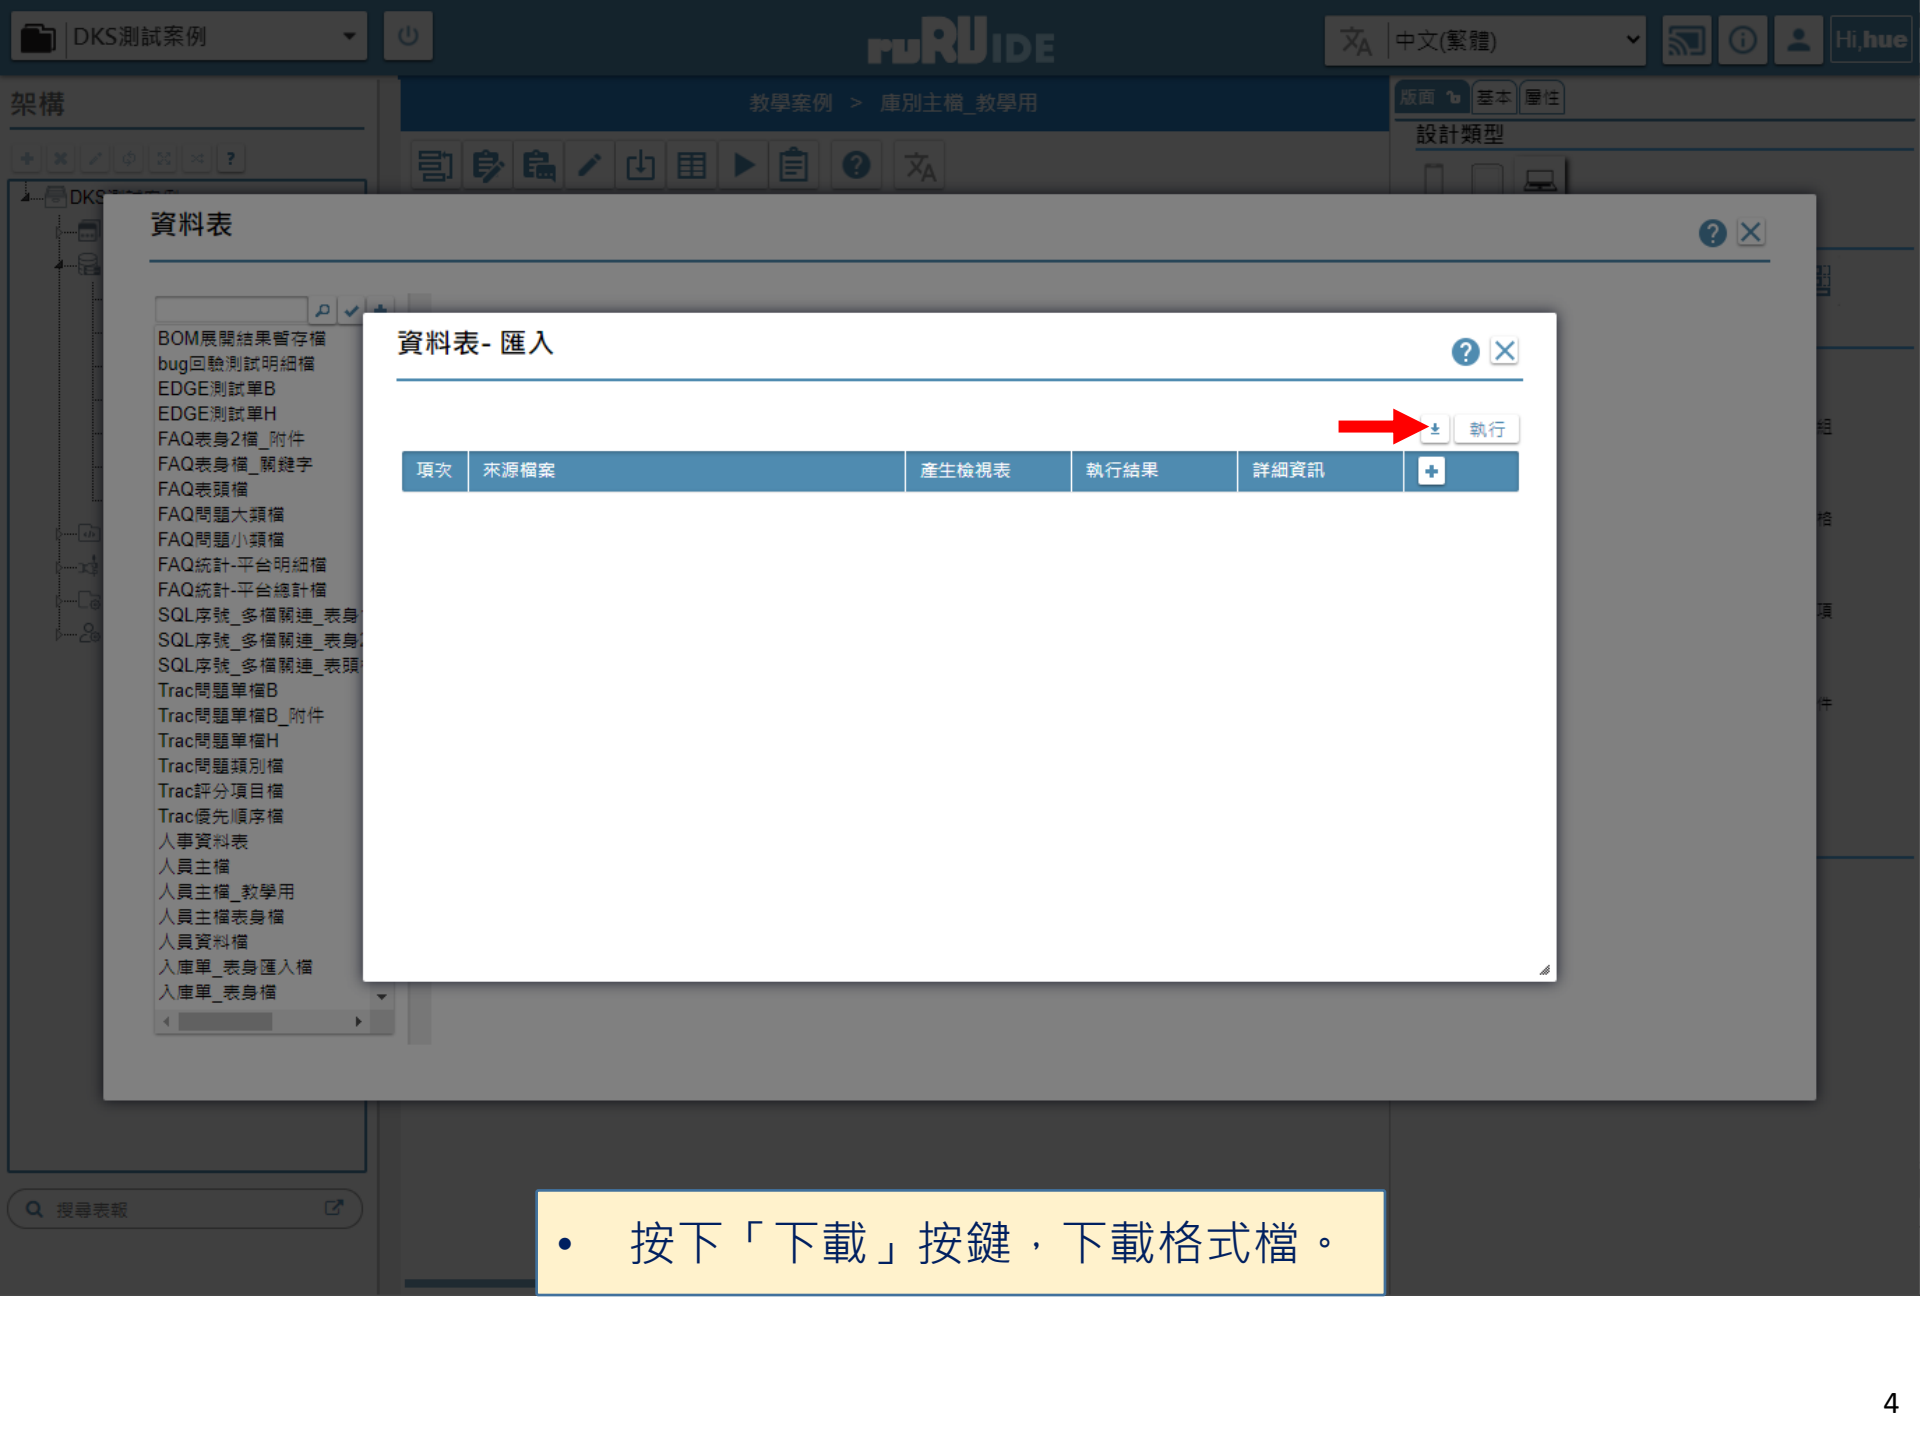 DKS測試案例
ruRU IDE
中文(繁體)
Hi,hue
架構
教學案例 > 庫別主檔_教學用
版面 基本 屬性
設計類型
資料表
BOM展開結果暫存檔
bug回驗測試明細檔
EDGE測試單B
EDGE測試單H
FAQ表身2檔_附件
FAQ表身檔_關鍵字
FAQ表頭檔
FAQ問題大類檔
FAQ問題小類檔
FAQ統計-平台明細檔
FAQ統計-平台總計檔
SQL序號_多檔關連_表身
SQL序號_多檔關連_表身2
SQL序號_多檔關連_表頭
Trac問題單檔B
Trac問題單檔B_附件
Trac問題單檔H
Trac問題類別檔
Trac評分項目檔
Trac優先順序檔
人事資料表
人員主檔
人員主檔_教學用
人員主檔表身檔
人員資料檔
入庫單_表身匯入檔
入庫單_表身檔
資料表- 匯入
執行
項次 來源檔案 產生檢視表 執行結果 詳細資訊
組
格
項
件
搜尋表報
• 按下「下載」按鍵，下載格式檔。
4